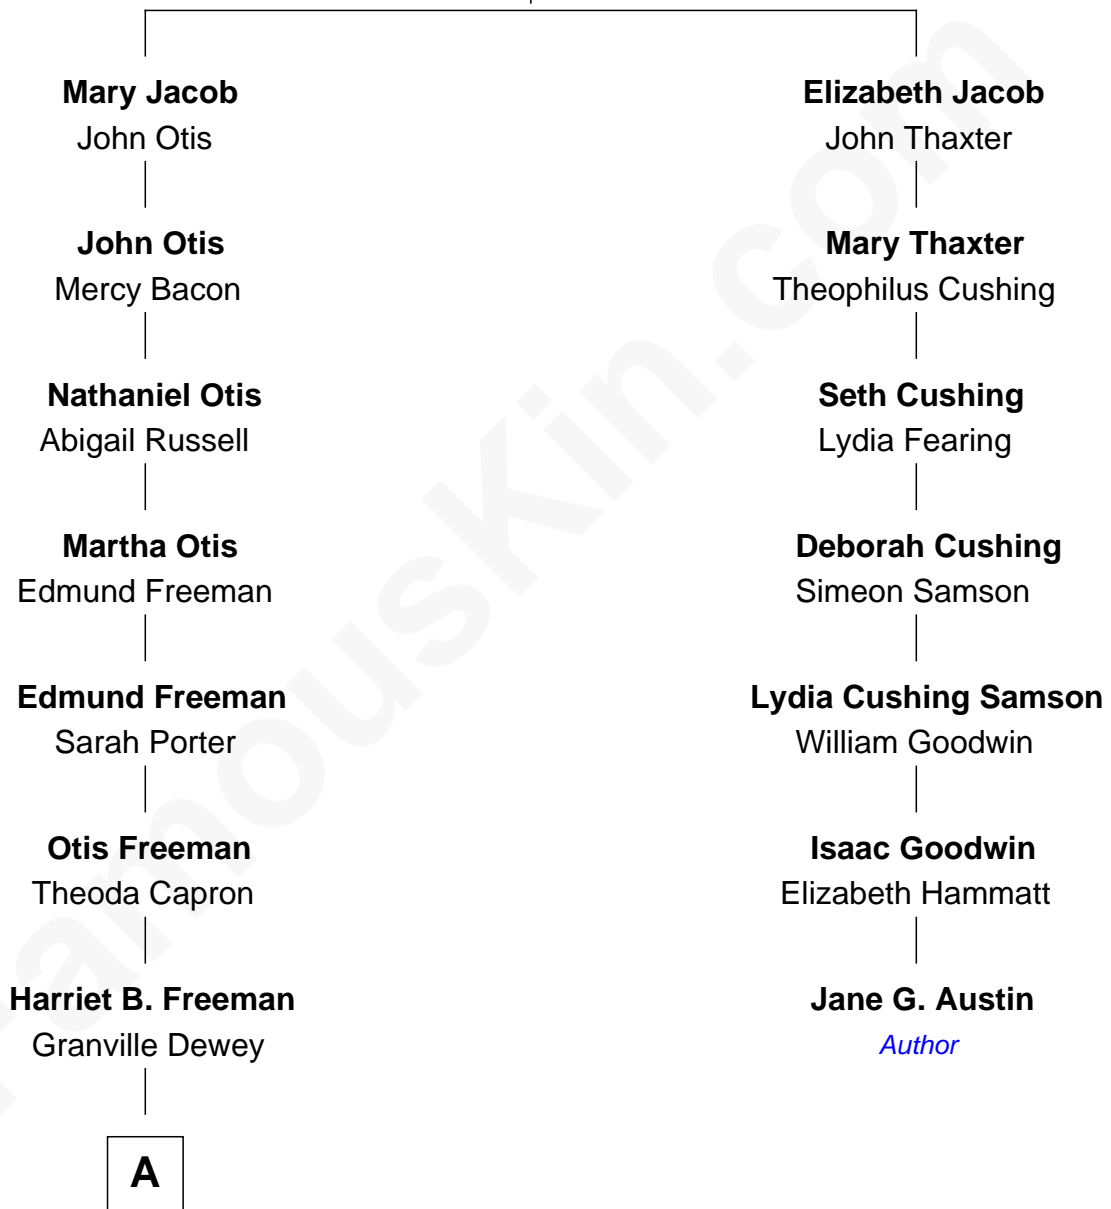 Mary Jacob
John Otis
John Otis
Mercy Bacon
Nathaniel Otis
Abigail Russell
Martha Otis
Edmund Freeman
Edmund Freeman
Sarah Porter
Otis Freeman
Theoda Capron
Harriet B. Freeman
Granville Dewey
A
Elizabeth Jacob
John Thaxter
Mary Thaxter
Theophilus Cushing
Seth Cushing
Lydia Fearing
Deborah Cushing
Simeon Samson
Lydia Cushing Samson
William Goodwin
Isaac Goodwin
Elizabeth Hammatt
Jane G. Austin
Author
FamousKin.com